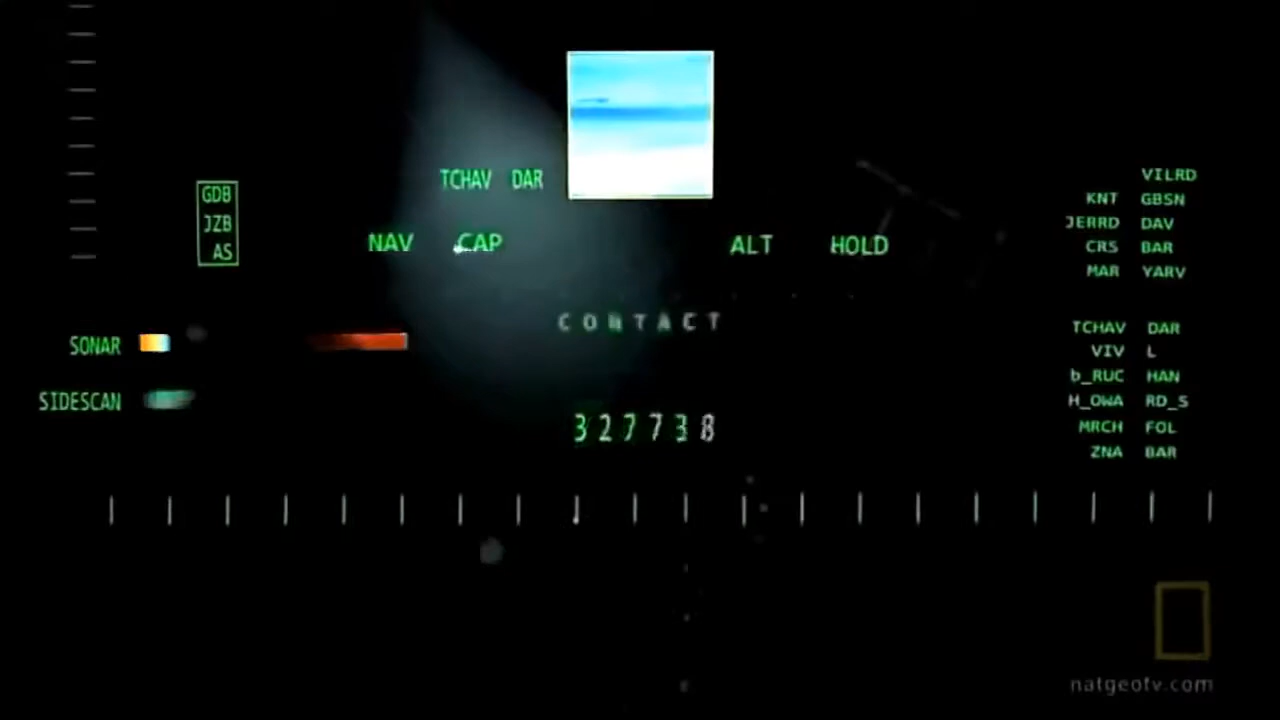 TCHAV DAR
GDB
JZB
AS
NAV CAP
ALT HOLD
CONTACT
SONAR
SIDESCAN
327738
VILRD
KNT GBSN
JERRD DAV
CRS BAR
MAR YARV
TCHAV DAR
VIV L
b_RUC HAN
H_OWA RD_S
MRCH FOL
ZNA BAR
natgeotv.com